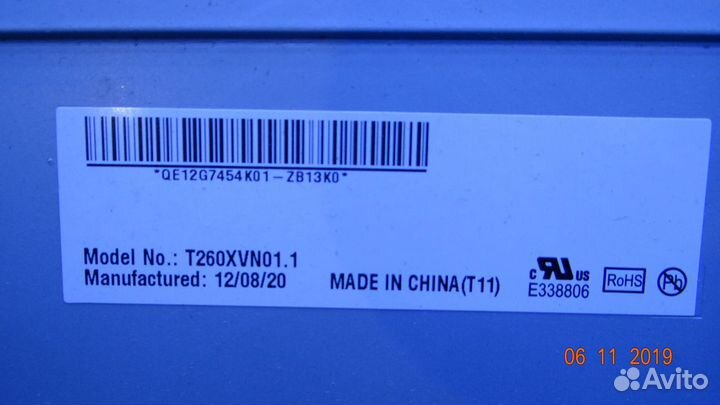 *QE12G7454K01-ZB13K0*
Model No.: T260XVN01.1
Manufactured: 12/08/20
MADE IN CHINA(T11)
c RU us
E338806
RoHS
Pb
06 11 2019
Avito